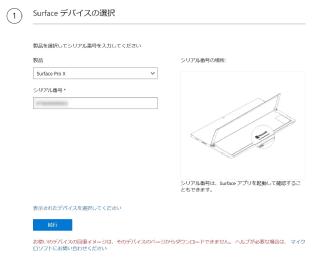 1
Surface デバイスの選択
製品を選択してシリアル番号を入力してください
製品
Surface Pro X
シリアル番号 *
シリアル番号の場所:
シリアル番号は、Surface アプリを起動して確認するこ
ともできます。
表示されたデバイスを選択してください
続行
お使いのデバイスの回復イメージは、そのデバイスのページからダウンロードできません。 ヘルプが必要な場合は、 マイク
ロソフトにお問い合わせください